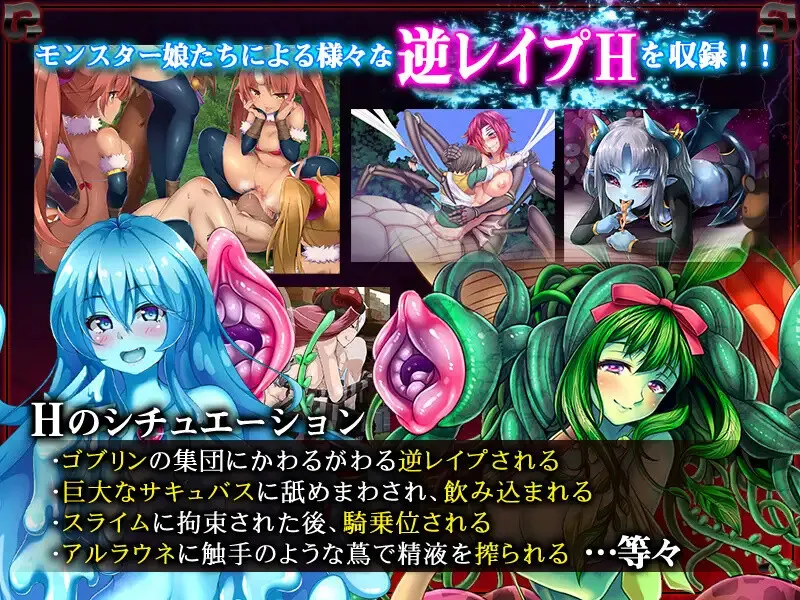 モンスター娘たちによる様々な逆レイプHを収録！！
Hのシチュエーション
・ゴブリンの集団にかわるがわる逆レイプされる
・巨大なサキュバスに舐めまわされ、飲み込まれる
・スライムに拘束された後、騎乗位される
・アルラウネに触手のような蔦で精液を搾られる …等々